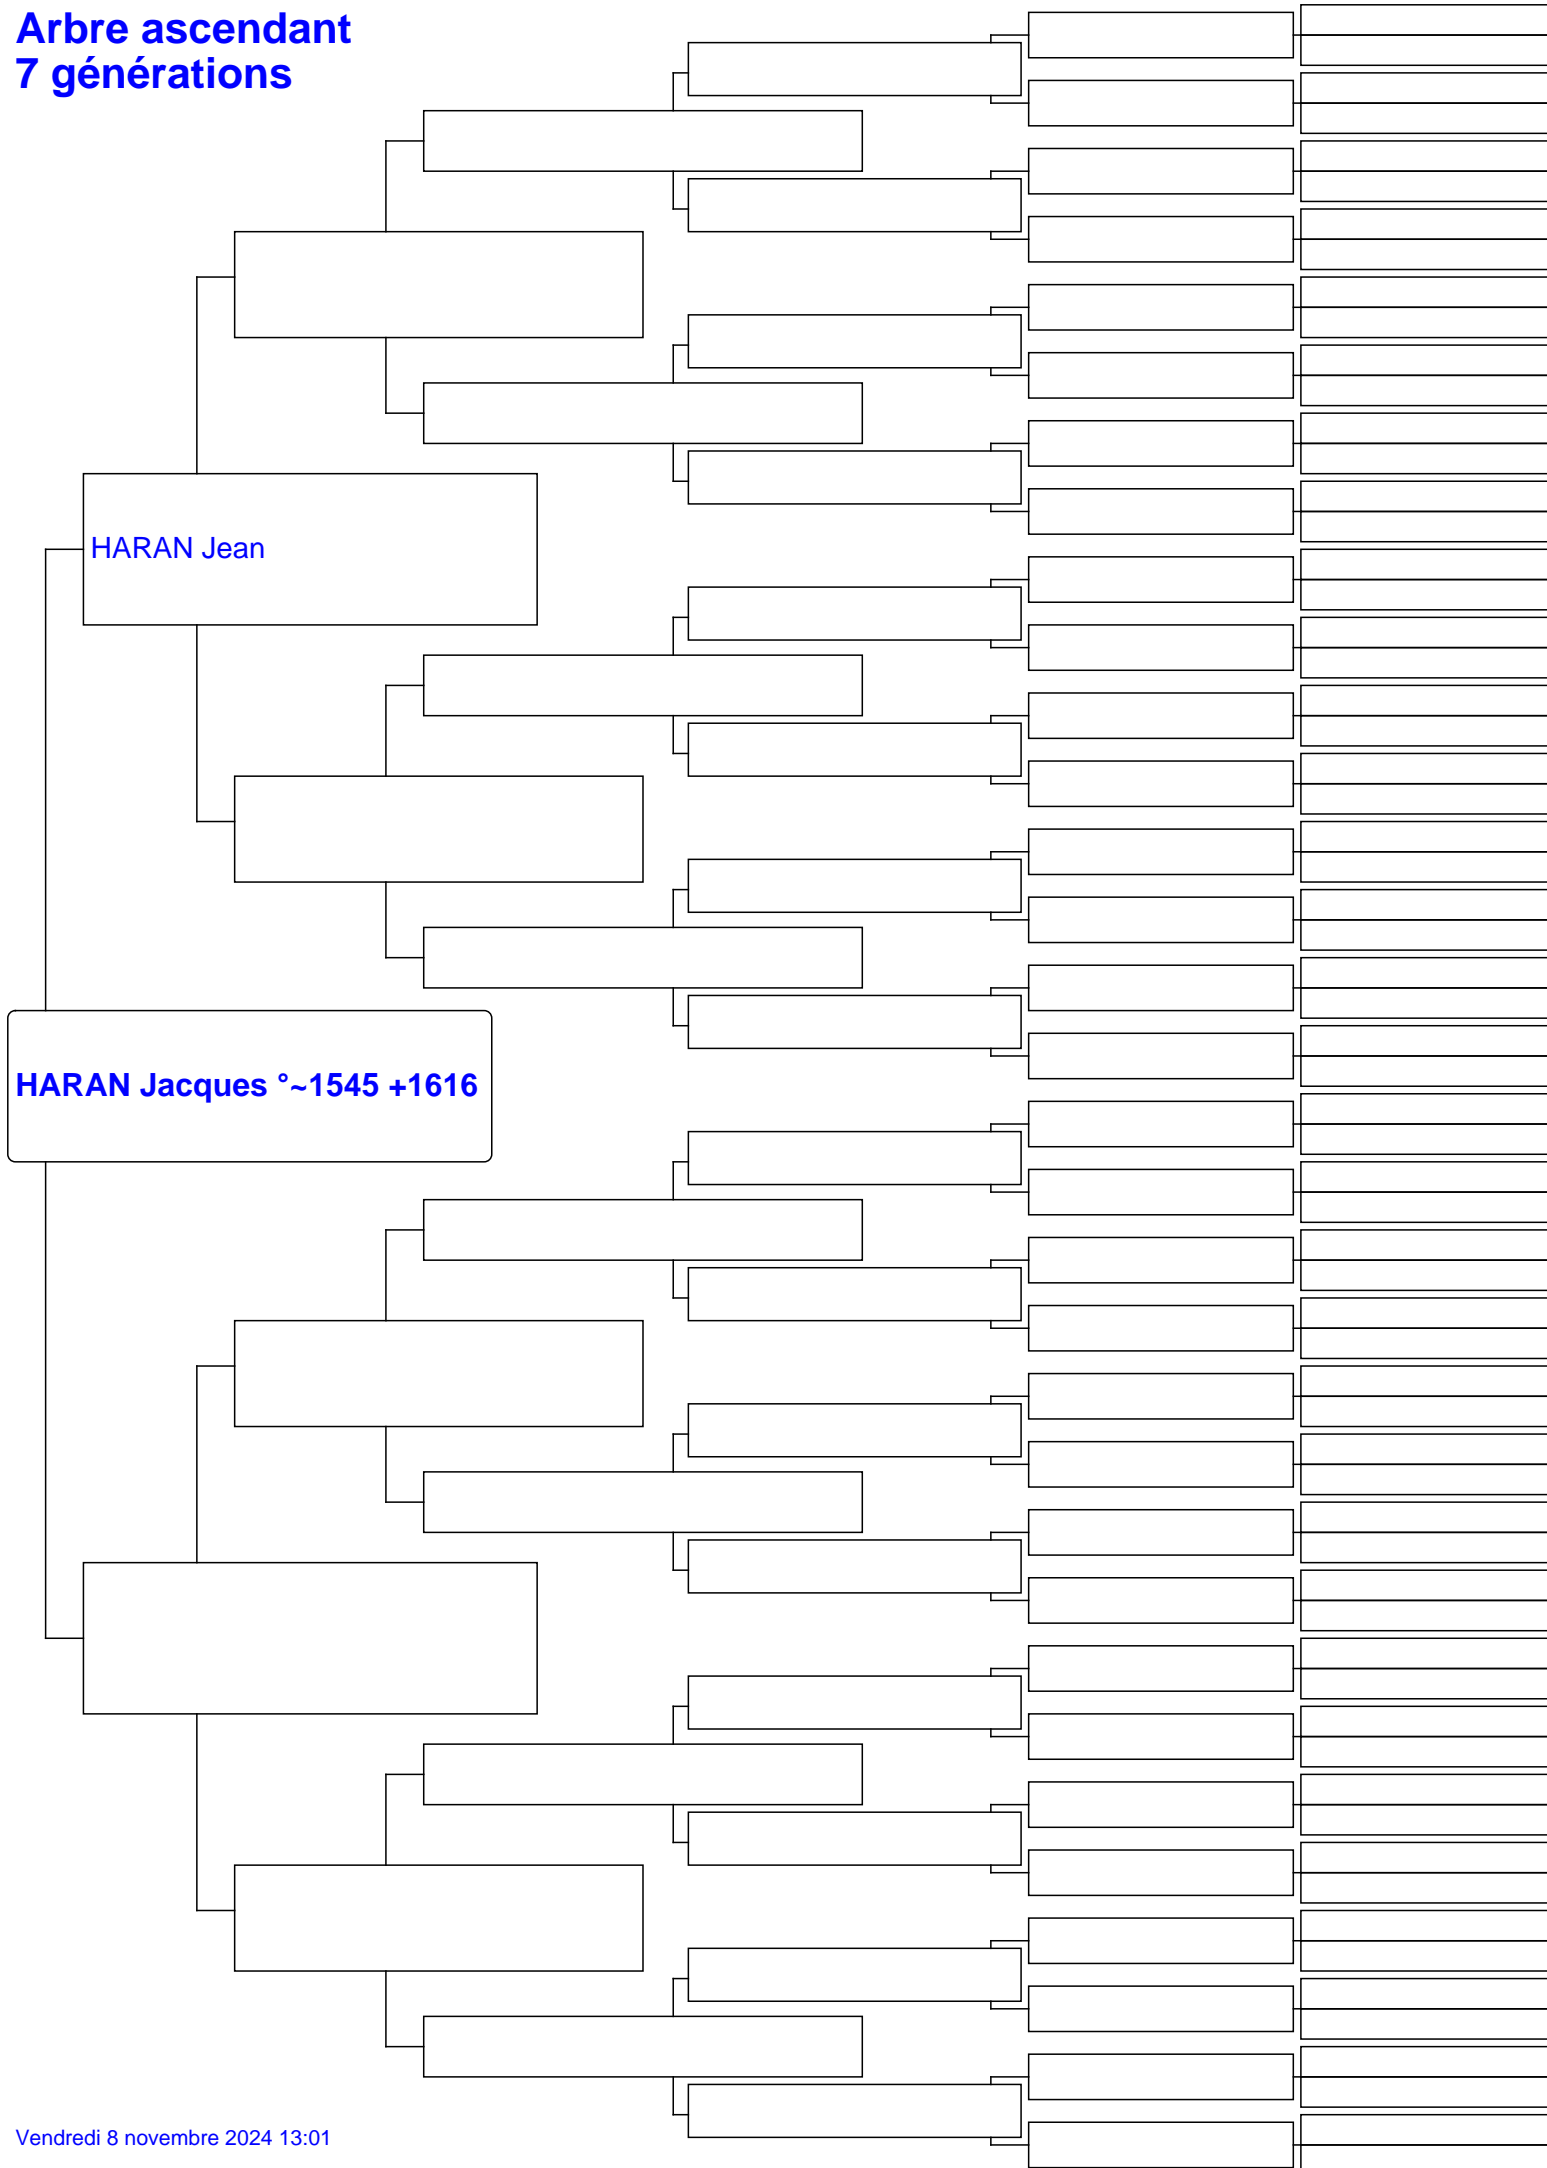 Arbre ascendant
7 générations
HARAN Jean
HARAN Jacques °~1545 +1616
Vendredi 8 novembre 2024 13:01